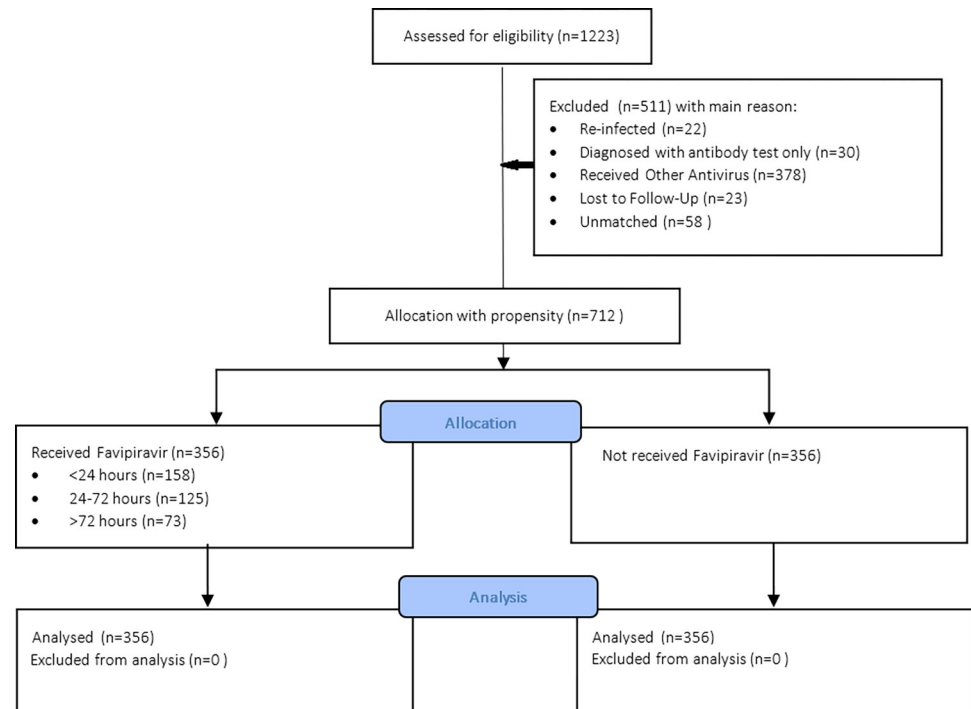 Assessed for eligibility (n=1223)
Excluded (n=511) with main reason:
• Re-infected (n=22)
• Diagnosed with antibody test only (n=30)
• Received Other Antivirus (n=378)
• Lost to Follow-Up (n=23)
• Unmatched (n=58 )
Allocation with propensity (n=712 )
Allocation
Received Favipiravir (n=356)
• <24 hours (n=158)
• 24-72 hours (n=125)
• >72 hours (n=73)
Not received Favipiravir (n=356)
Analysis
Analysed (n=356)
Excluded from analysis (n=0 )
Analysed (n=356)
Excluded from analysis (n=0 )